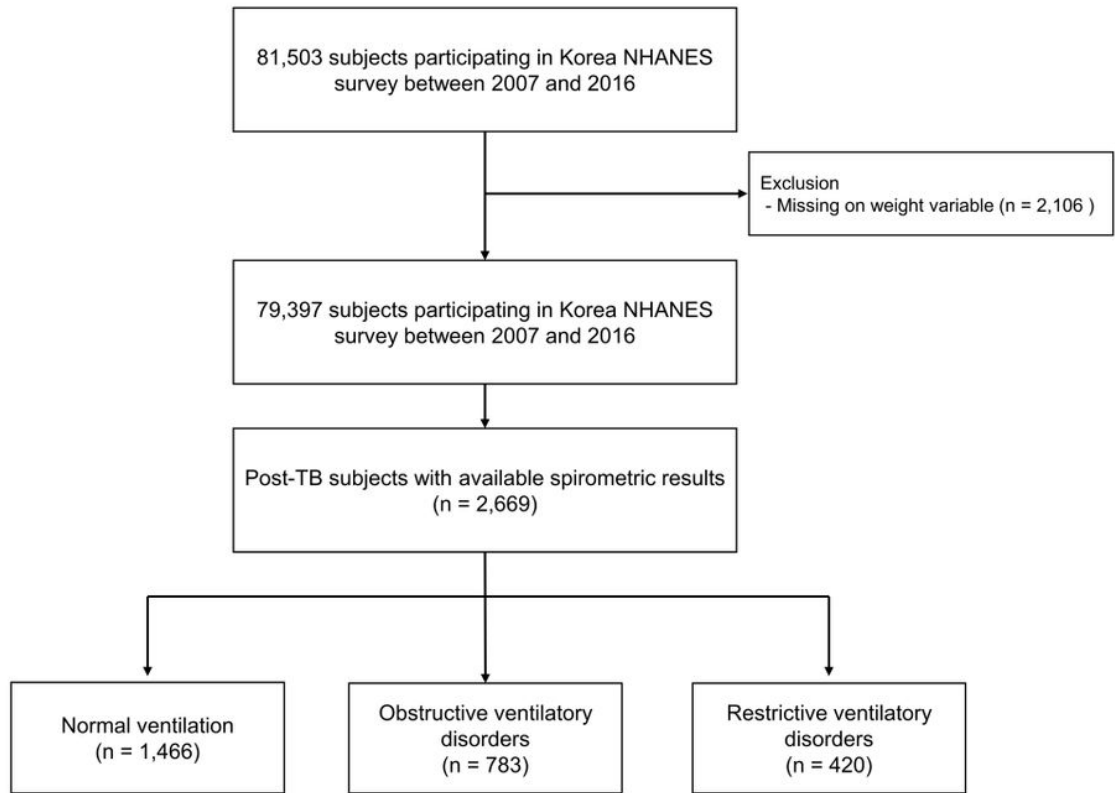 81,503 subjects participating in Korea NHANES
survey between 2007 and 2016
Exclusion
- Missing on weight variable (n = 2,106 )
79,397 subjects participating in Korea NHANES
survey between 2007 and 2016
Post-TB subjects with available spirometric results
(n = 2,669)
Normal ventilation
(n = 1,466)
Obstructive ventilatory
disorders
(n = 783)
Restrictive ventilatory
disorders
(n = 420)